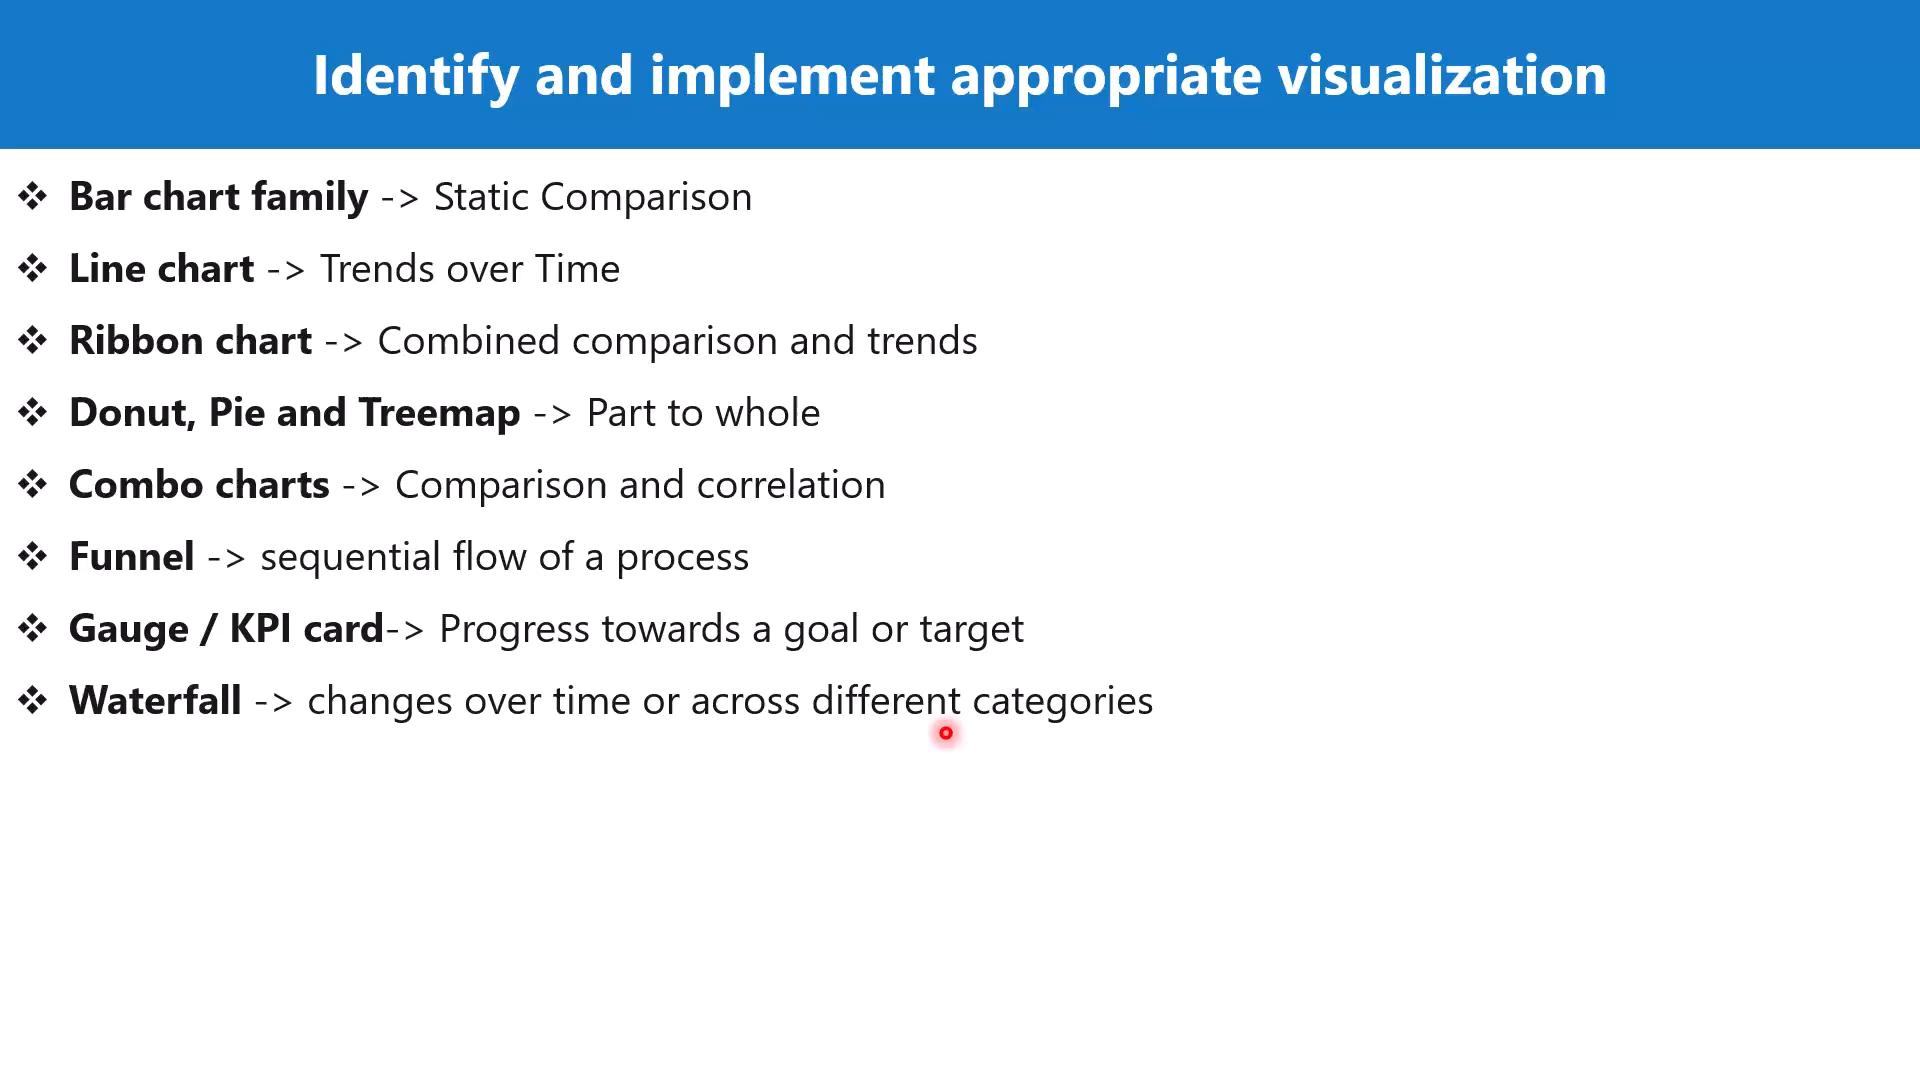 Identify and implement appropriate visualization
❖ Bar chart family -> Static Comparison
❖ Line chart -> Trends over Time
❖ Ribbon chart -> Combined comparison and trends
❖ Donut, Pie and Treemap -> Part to whole
❖ Combo charts -> Comparison and correlation
❖ Funnel -> sequential flow of a process
❖ Gauge / KPI card-> Progress towards a goal or target
❖ Waterfall -> changes over time or across different categories